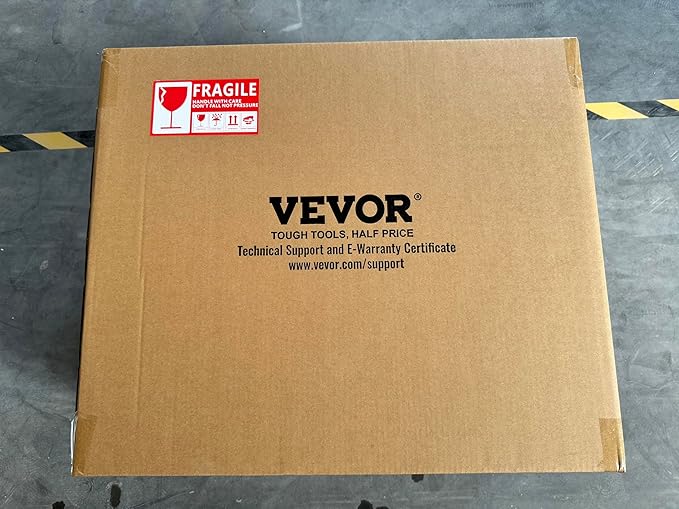 FRAGILE
HANDLE WITH CARE
DON'T FALL NOT PRESSURE
VEVOR®
TOUGH TOOLS, HALF PRICE
Technical Support and E-Warranty Certificate
www.vevor.com/support